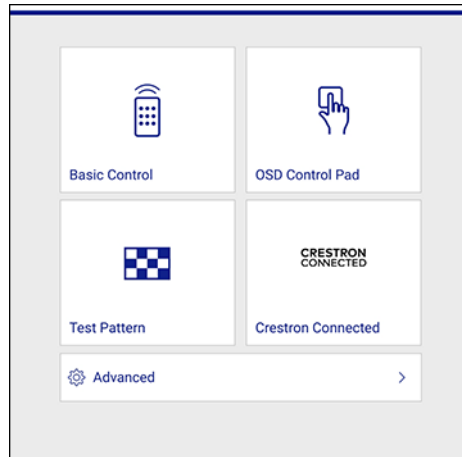 Basic Control
OSD Control Pad
CRESTRON
CONNECTED
Test Pattern
Crestron Connected
Advanced